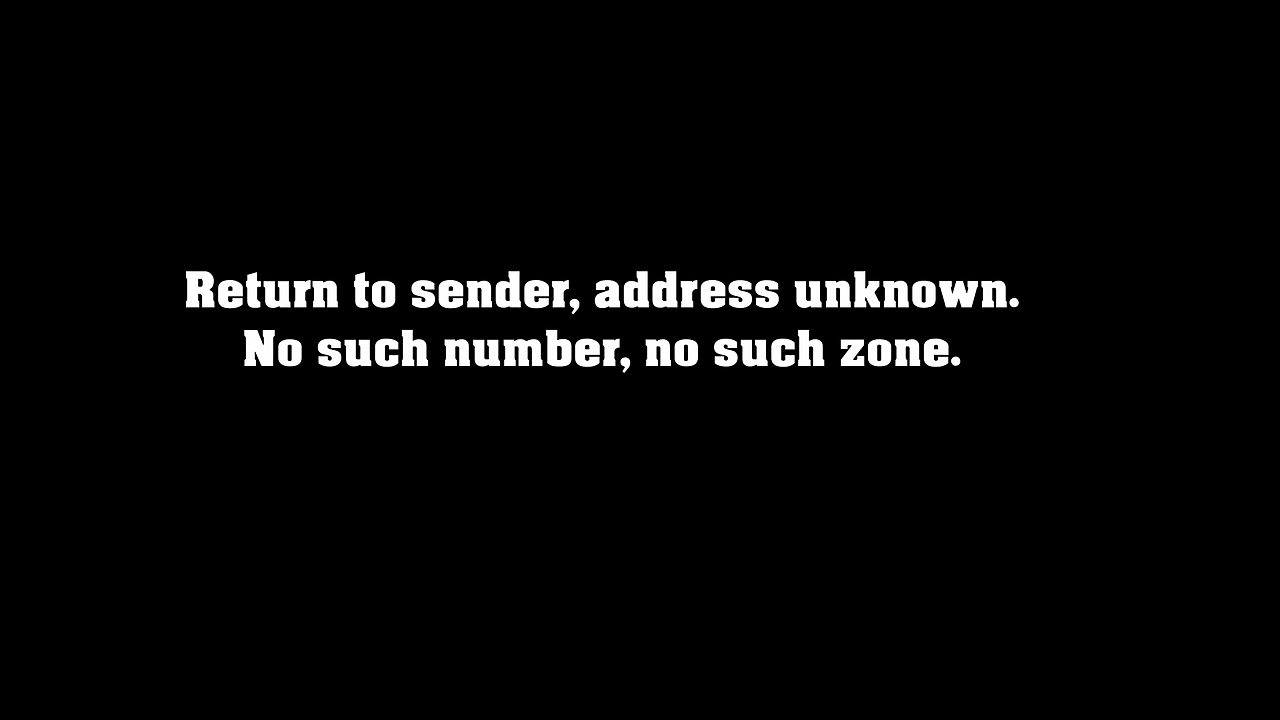 Return to sender, address unknown.
No such number, no such zone.